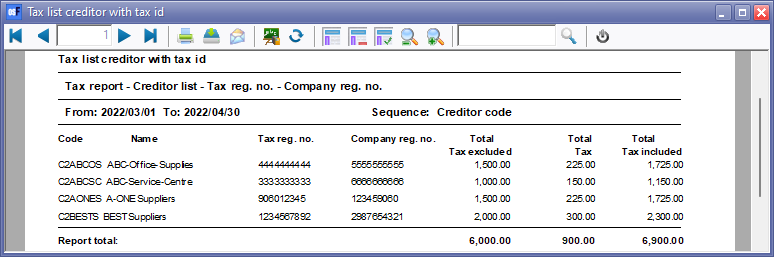 Tax list creditor with tax id
1
Tax list creditor with tax id
Tax report - Creditor list - Tax reg. no. - Company reg. no.
From: 2022/03/01 To: 2022/04/30 Sequence: Creditor code
Code Name Tax reg. no. Company reg. no. Total Total Total
Tax excluded Tax Tax included
C2ABCOS ABC-Office-Supplies 4444444444 5555555555 1,500.00 225.00 1,725.00
C2ABCSC ABC-Service-Centre 3333333333 6666666666 1,000.00 150.00 1,150.00
C2AONES A-ONE Suppliers 906012345 123459060 1,500.00 225.00 1,725.00
C2BESTS BEST Suppliers 1234567892 2987654321 2,000.00 300.00 2,300.00
Report total: 6,000.00 900.00 6,900.00